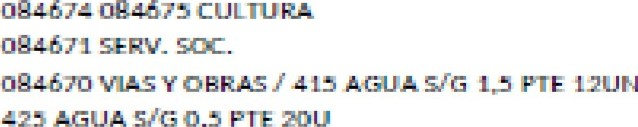 084674 084675 CULTURA
084671 SERV. SOC.
084670 VIAS Y OBRAS / 415 AGUA S/G 1,5 PTE 12UN
425 AGUA S/G 0.5 PTE 20U